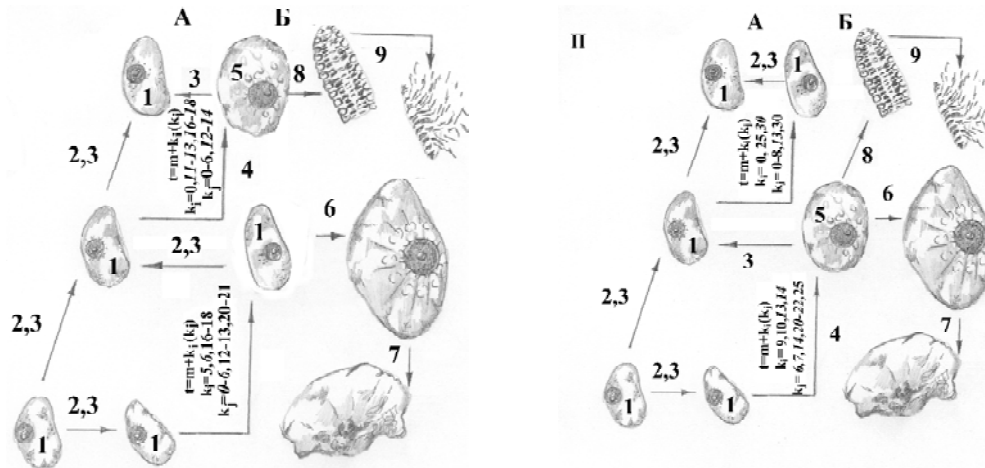 А Б
9
3 5 8
1
t=m+ki(kj)
ki=0,11-13,16-18
kj=0-6,12-14
2,3
4
1
6
1
2,3
2,3
t=m+ki(kj)
ki=5,6,16-18
kj=0-6,12-13,20-21
7
2,3
1
1
II
А Б
9
2,3 1
1
t=m+ki(kj)
ki= 0, 25,30
kj= 0-8,13,30
2,3
8
6
5
1
3
2,3
t=m+ki(kj)
ki=9,10,13,14
kj= 6,7,14,20-22,25
4
7
2,3
1
1